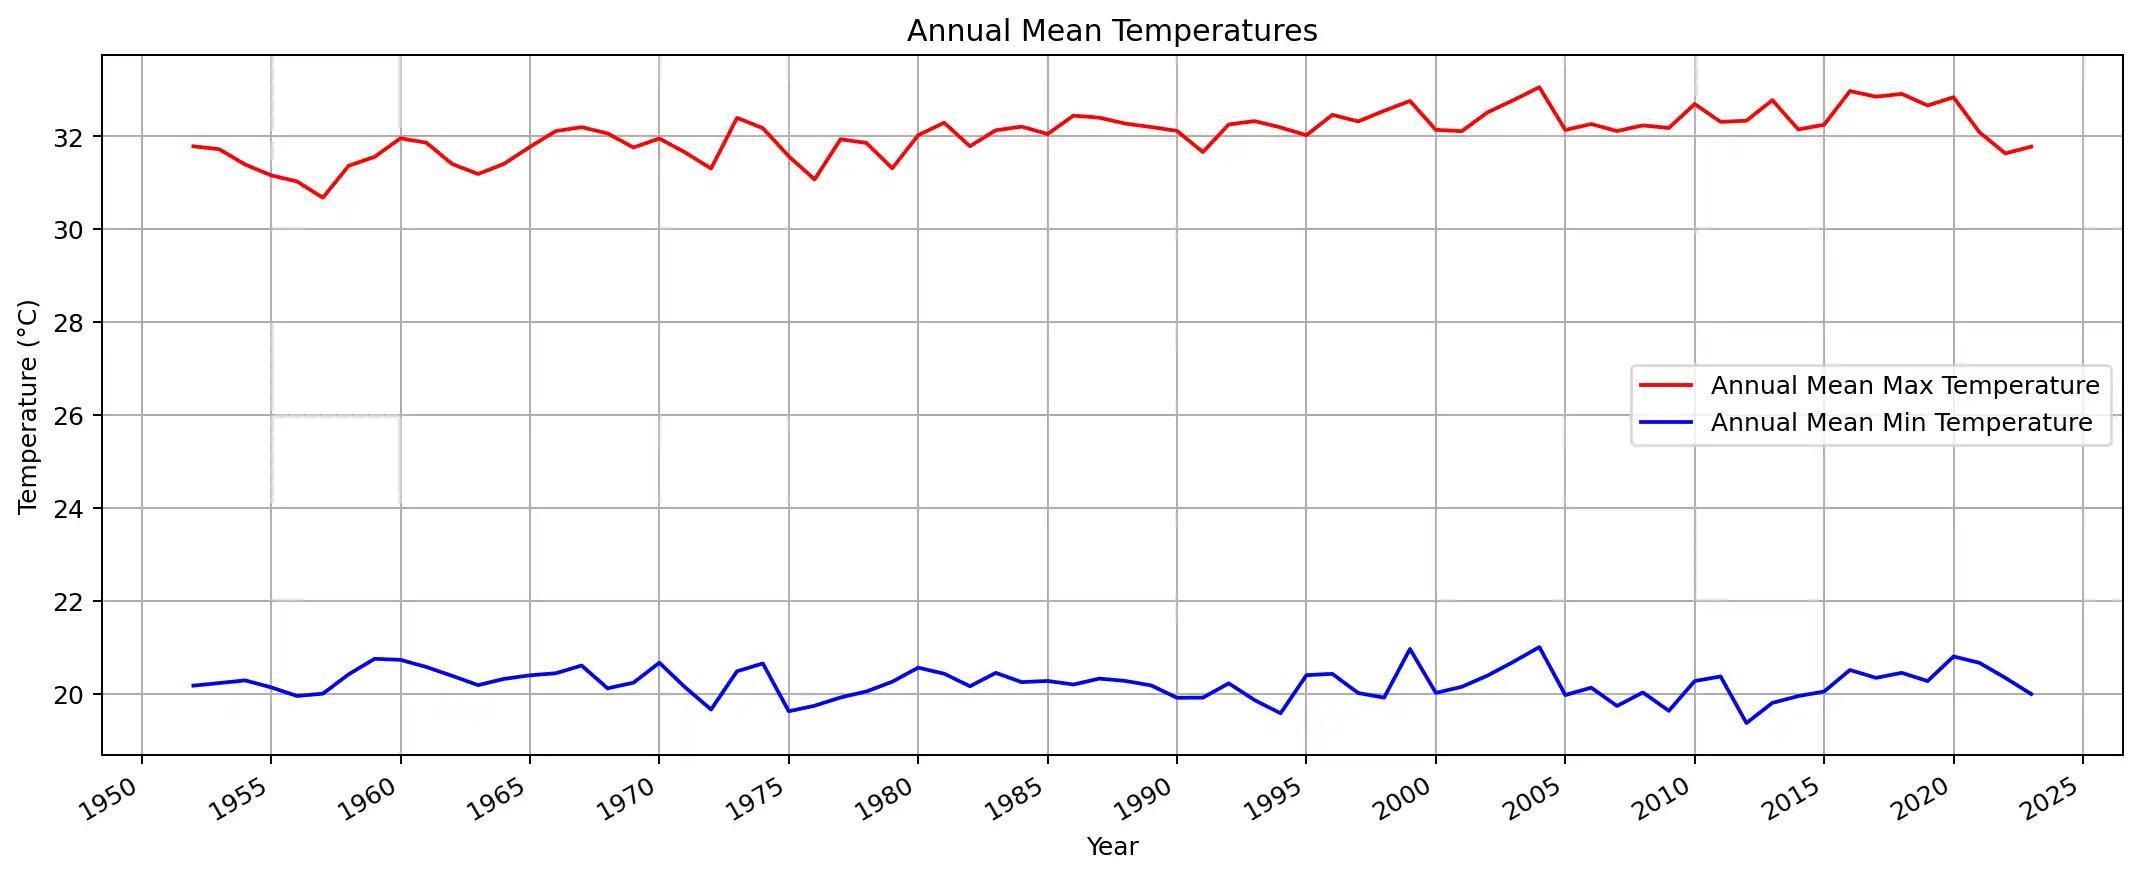 Annual Mean Temperatures
32
30
28
26
24
22
20
Temperature (°C)
Annual Mean Max Temperature
Annual Mean Min Temperature
1950 1955 1960 1965 1970 1975 1980 1985 1990 1995 2000 2005 2010 2015 2020 2025
Year